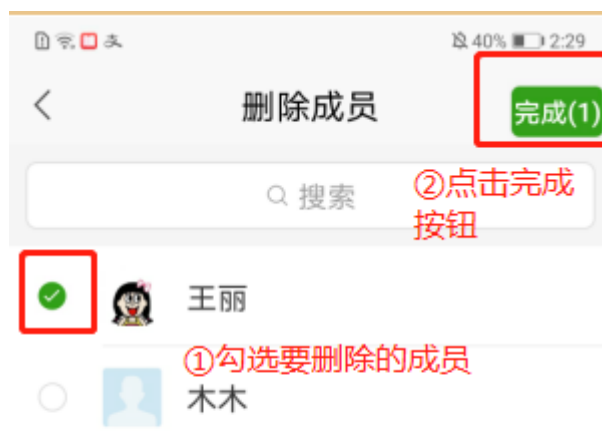 支 40% 2:29
删除成员 完成(1)
搜索
②点击完成
按钮
王丽
①勾选要删除的成员
木木